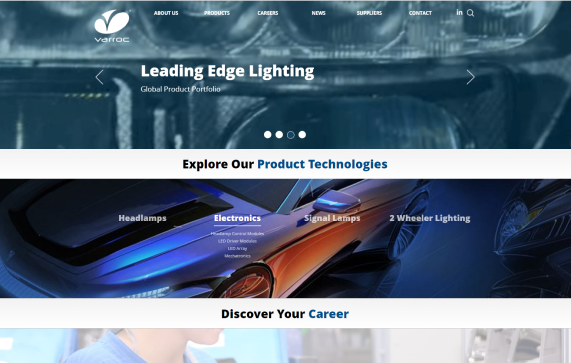 ABOUT US
PRODUCTS
CAREERS
NEWS
SUPPLIERS
CONTACT
in
varroc
Leading Edge Lighting
Global Product Portfolio
Explore Our Product Technologies
Headlamps
Electronics
Signal Lamps
2 Wheeler Lighting
Headlamp Control Modules
LED Driver Modules
LED Array
Mechatronics
Discover Your Career